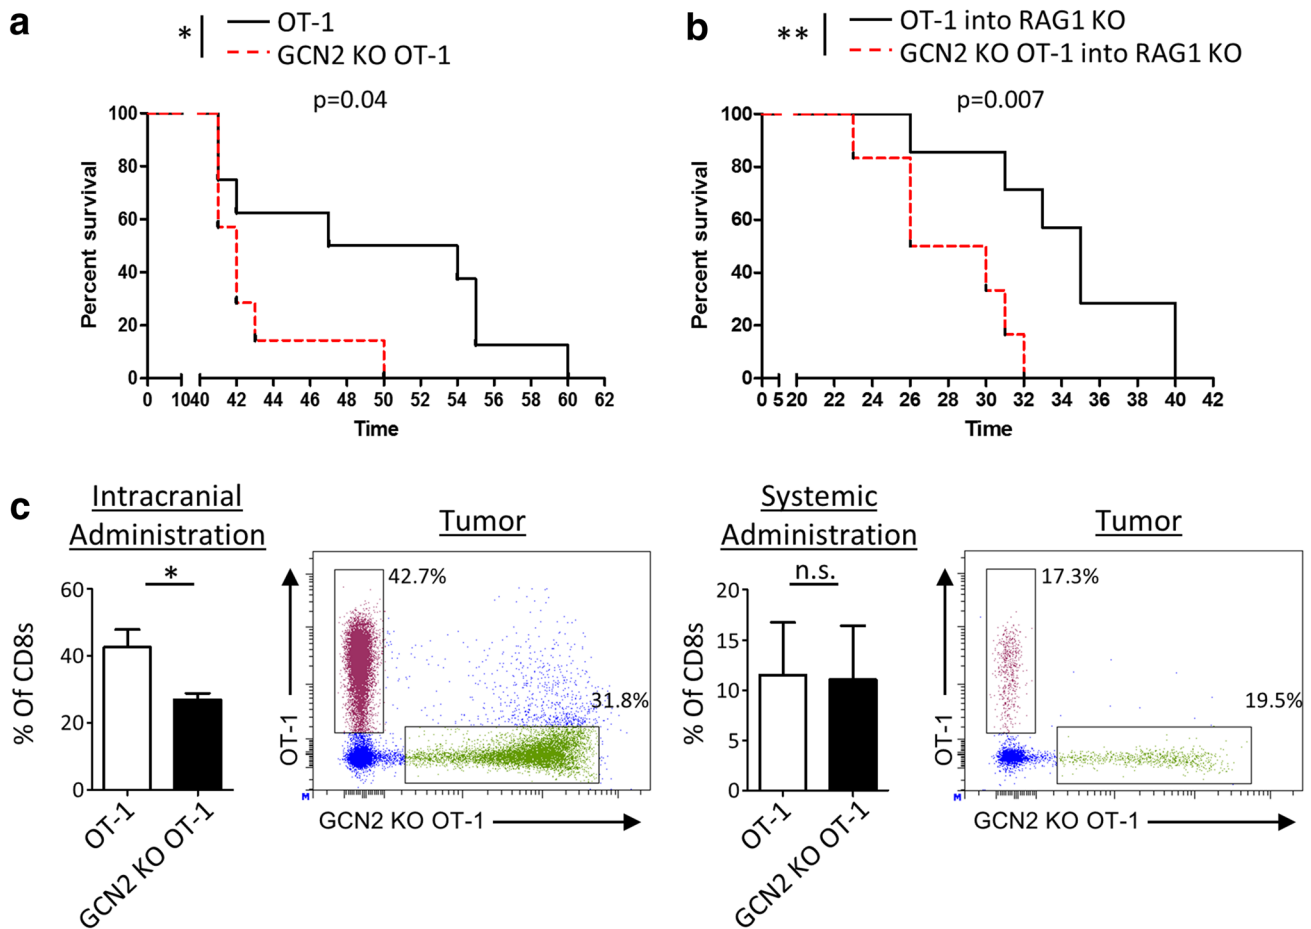 a
*
OT-1
GCN2 KO OT-1
p=0.04
Percent survival
100
80
60
40
20
0
0 10 40 42 44 46 48 50 52 54 56 58 60 62
Time
b
**
OT-1 into RAG1 KO
GCN2 KO OT-1 into RAG1 KO
p=0.007
Percent survival
100
80
60
40
20
0
0 5 20 22 24 26 28 30 32 34 36 38 40 42
Time
c
Intracranial
Administration
*
% Of CD8s
60
40
20
0
OT-1
GCN2 KO OT-1
Tumor
42.7%
31.8%
OT-1
M
GCN2 KO OT-1
Systemic
Administration
n.s.
% Of CD8s
20
15
10
5
0
OT-1
GCN2 KO OT-1
Tumor
17.3%
19.5%
OT-1
M
GCN2 KO OT-1